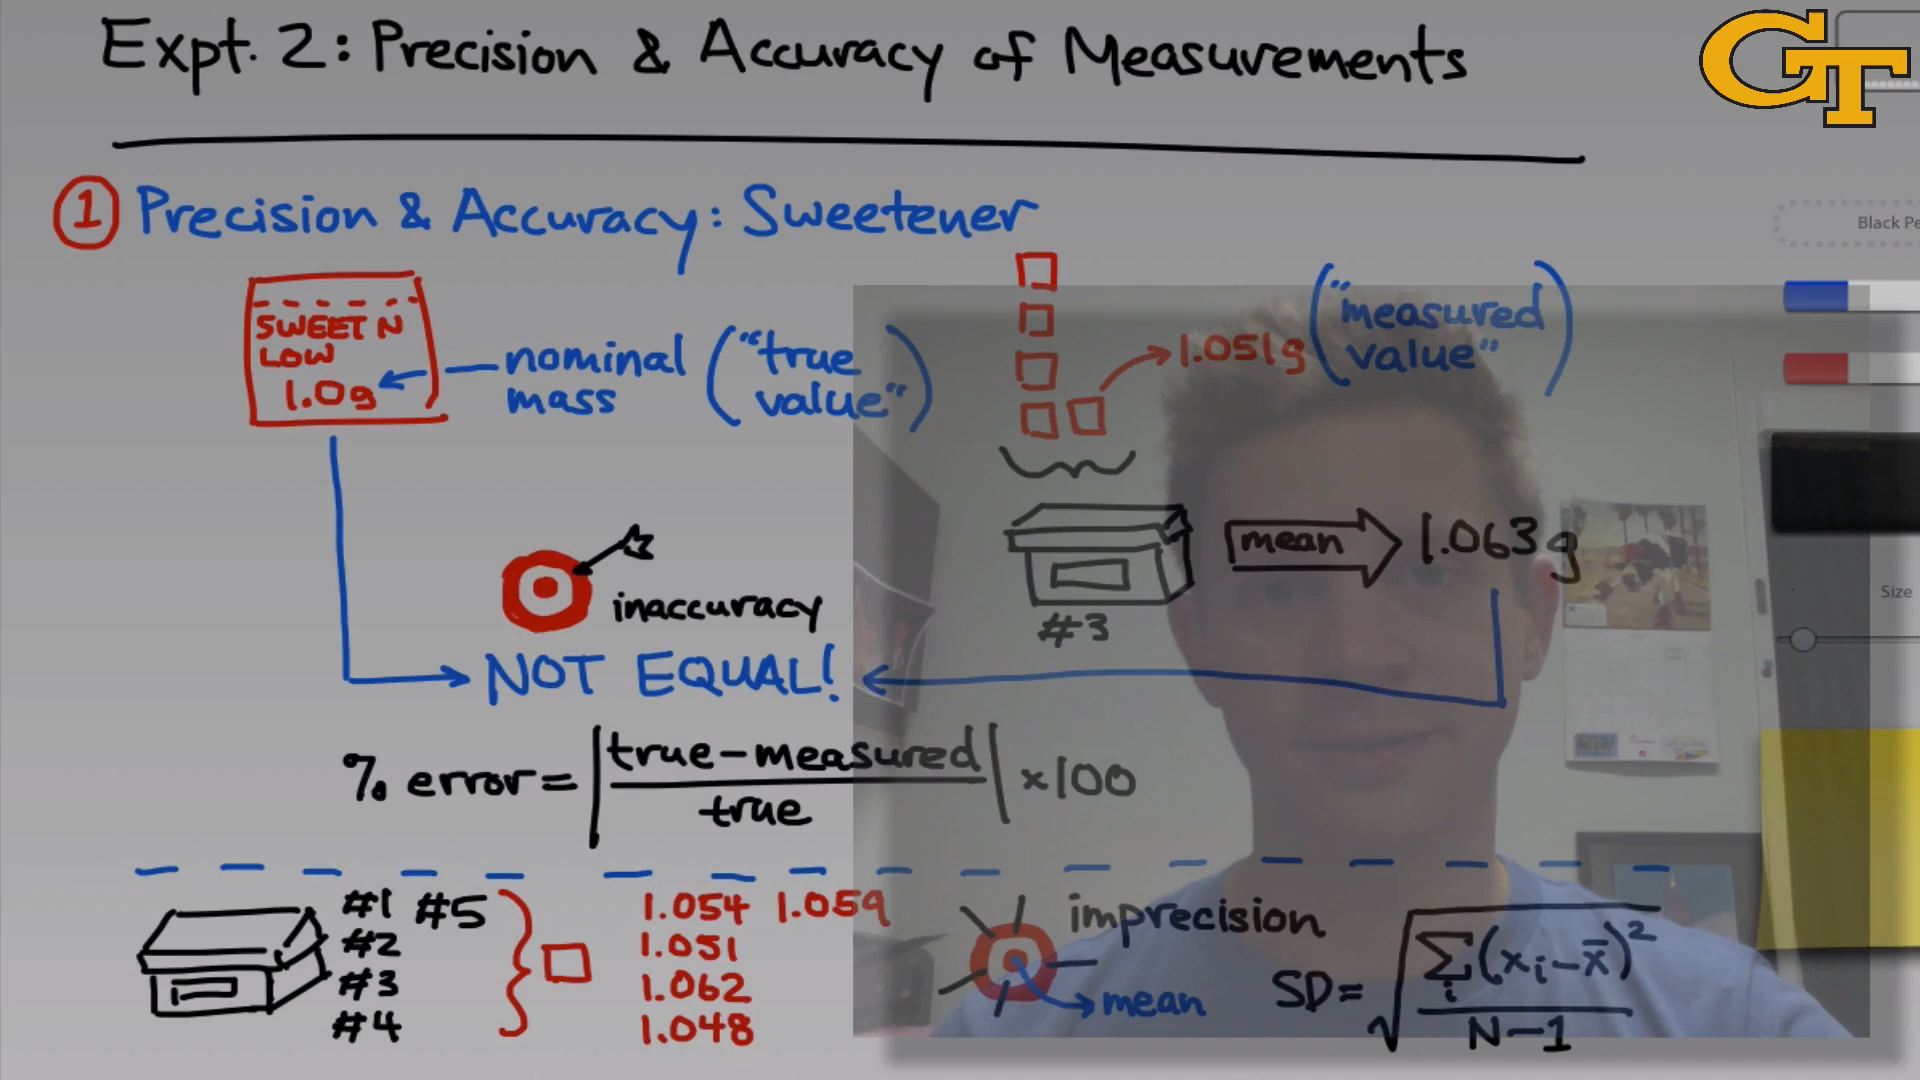 Expt. 2: Precision & Accuracy of Measurements
GT
1 Precision & Accuracy: Sweetener
SWEET N
LOW
1.0g
nominal
mass
("true
value")
1.051g
("measured
value")
mean
1.063g
#3
inaccuracy
NOT EQUAL!
% error = |true-measured / true| x100
#1 #5
#2
#3
#4
1.054 1.059
1.051
1.062
1.048
imprecision
mean
SD= √(∑i(xi-x̄)² / N-1)
Black Pe
Size